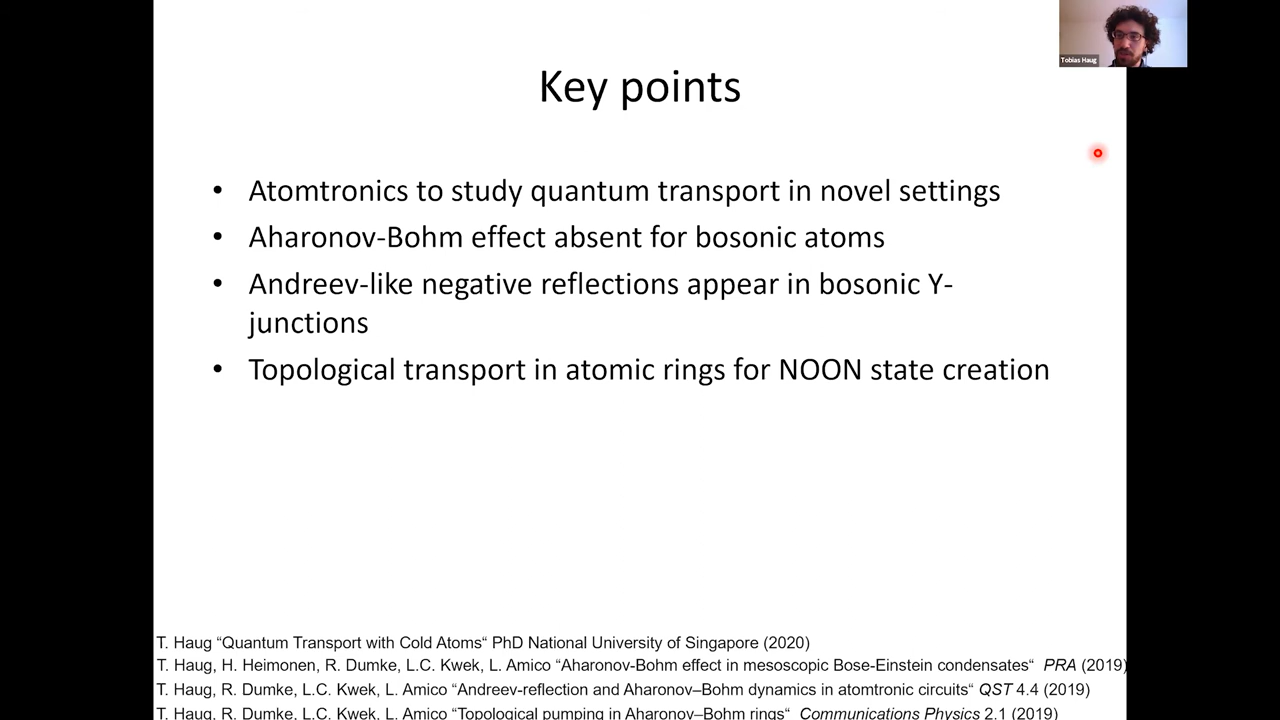 Tobias Haug
Key points
• Atomtronics to study quantum transport in novel settings
• Aharonov-Bohm effect absent for bosonic atoms
• Andreev-like negative reflections appear in bosonic Y-
junctions
• Topological transport in atomic rings for NOON state creation
T. Haug “Quantum Transport with Cold Atoms“ PhD National University of Singapore (2020)
T. Haug, H. Heimonen, R. Dumke, L.C. Kwek, L. Amico “Aharonov-Bohm effect in mesoscopic Bose-Einstein condensates“ PRA (2019)
T. Haug, R. Dumke, L.C. Kwek, L. Amico “Andreev-reflection and Aharonov–Bohm dynamics in atomtronic circuits“ QST 4.4 (2019)
T. Haug, R. Dumke, L.C. Kwek, L. Amico “Topological pumping in Aharonov–Bohm rings“ Communications Physics 2.1 (2019)